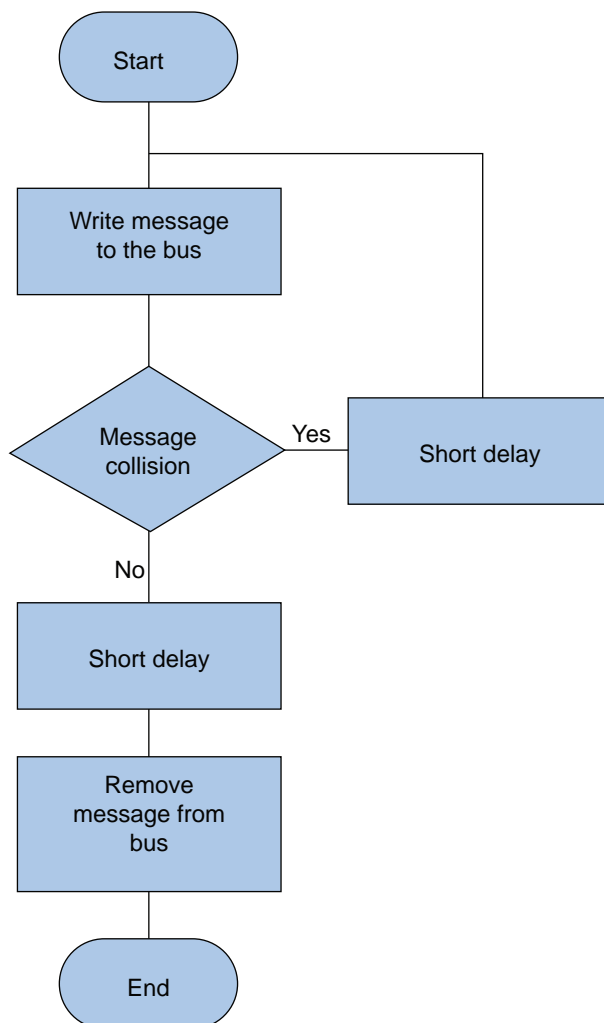 Start
Write message
to the bus
Message
collision
Yes
Short delay
No
Short delay
Remove
message from
bus
End